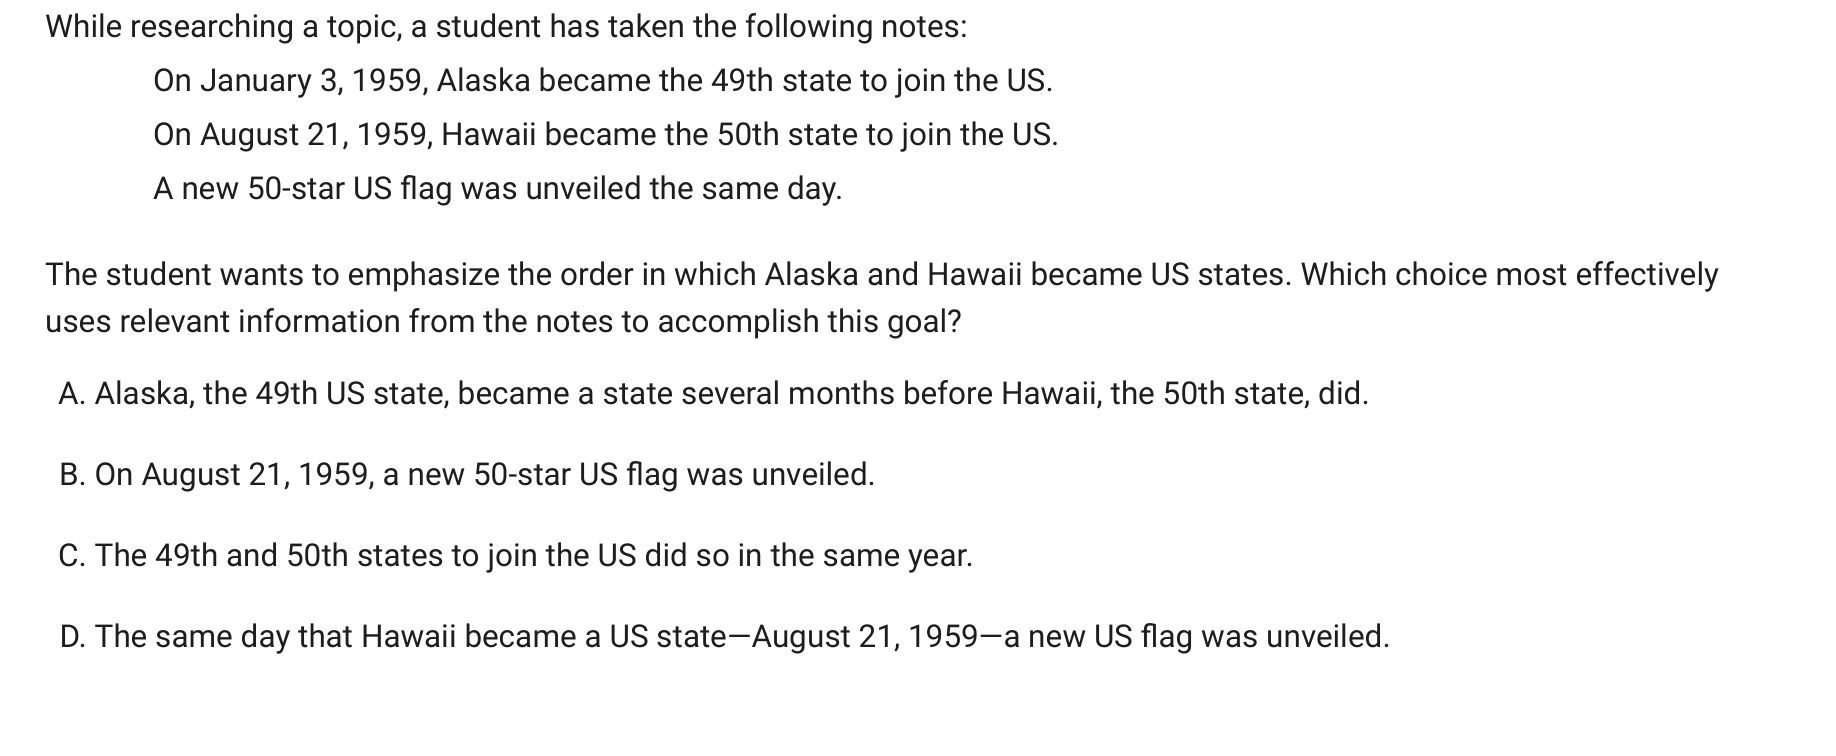 While researching a topic, a student has taken the following notes:
On January 3, 1959, Alaska became the 49th state to join the US.
On August 21, 1959, Hawaii became the 50th state to join the US.
A new 50-star US flag was unveiled the same day.
The student wants to emphasize the order in which Alaska and Hawaii became US states. Which choice most effectively
uses relevant information from the notes to accomplish this goal?
A. Alaska, the 49th US state, became a state several months before Hawaii, the 50th state, did.
B. On August 21, 1959, a new 50-star US flag was unveiled.
C. The 49th and 50th states to join the US did so in the same year.
D. The same day that Hawaii became a US state—August 21, 1959—a new US flag was unveiled.